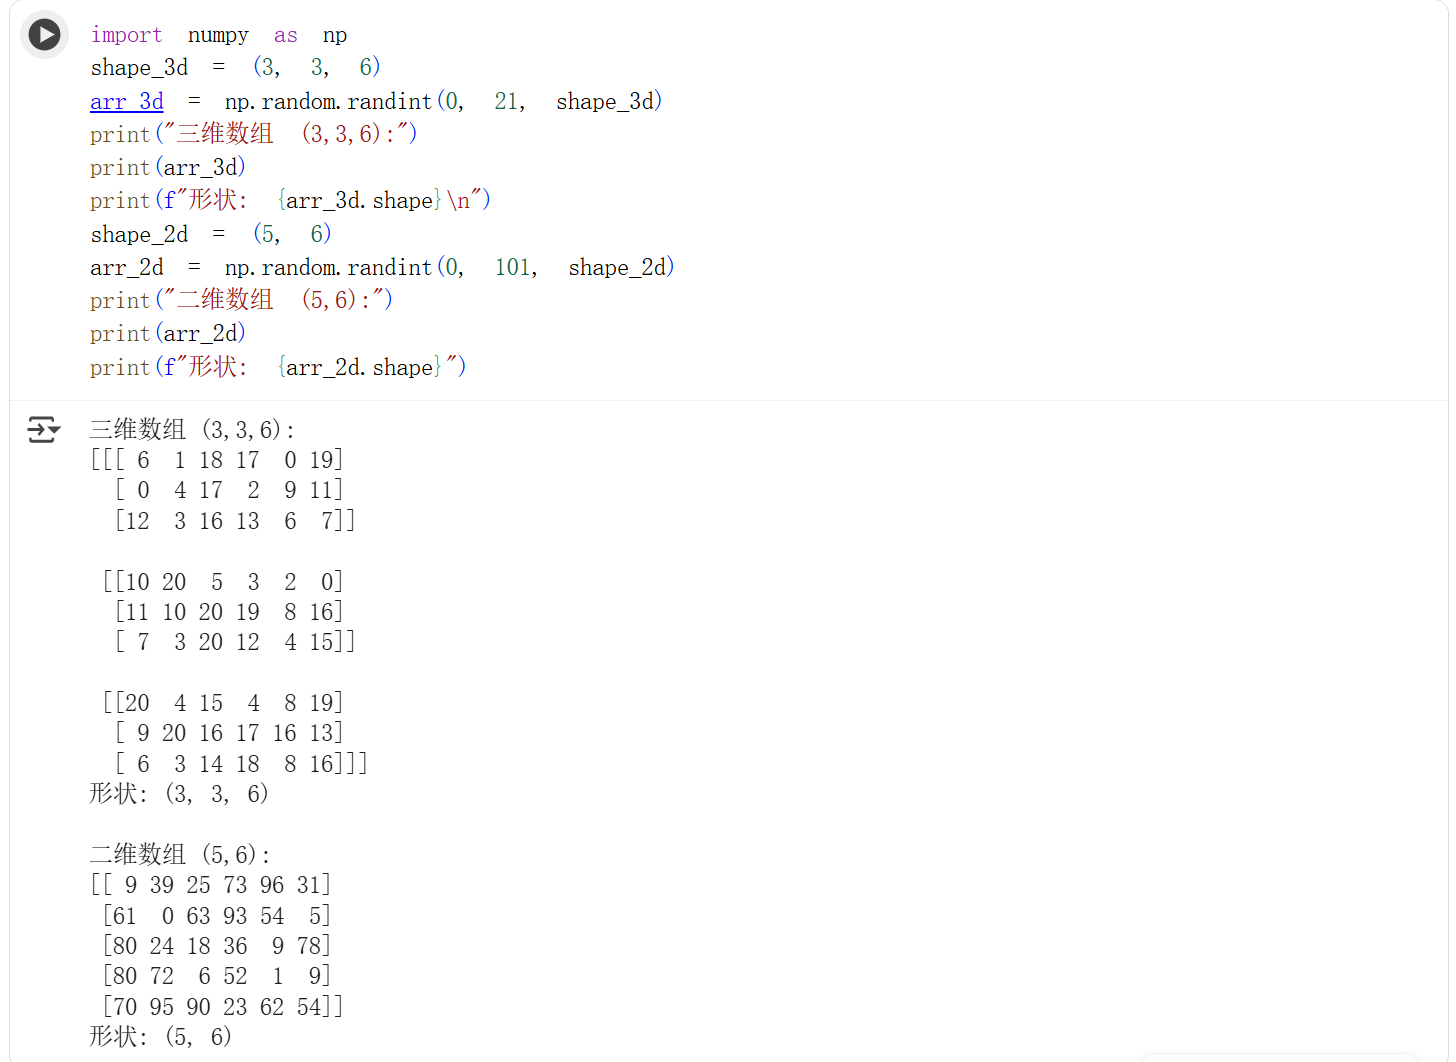 import numpy as np
shape_3d = (3, 3, 6)
arr_3d = np.random.randint(0, 21, shape_3d)
print("三维数组 (3,3,6):")
print(arr_3d)
print(f"形状: {arr_3d.shape}\n")
shape_2d = (5, 6)
arr_2d = np.random.randint(0, 101, shape_2d)
print("二维数组 (5,6):")
print(arr_2d)
print(f"形状: {arr_2d.shape}")
三维数组 (3,3,6):
[[[ 6  1 18 17  0 19]
  [ 0  4 17  2  9 11]
  [12  3 16 13  6  7]]

 [[10 20  5  3  2  0]
  [11 10 20 19  8 16]
  [ 7  3 20 12  4 15]]

 [[20  4 15  4  8 19]
  [ 9 20 16 17 16 13]
  [ 6  3 14 18  8 16]]]
形状: (3, 3, 6)

二维数组 (5,6):
[[ 9 39 25 73 96 31]
 [61  0 63 93 54  5]
 [80 24 18 36  9 78]
 [80 72  6 52  1  9]
 [70 95 90 23 62 54]]
形状: (5, 6)